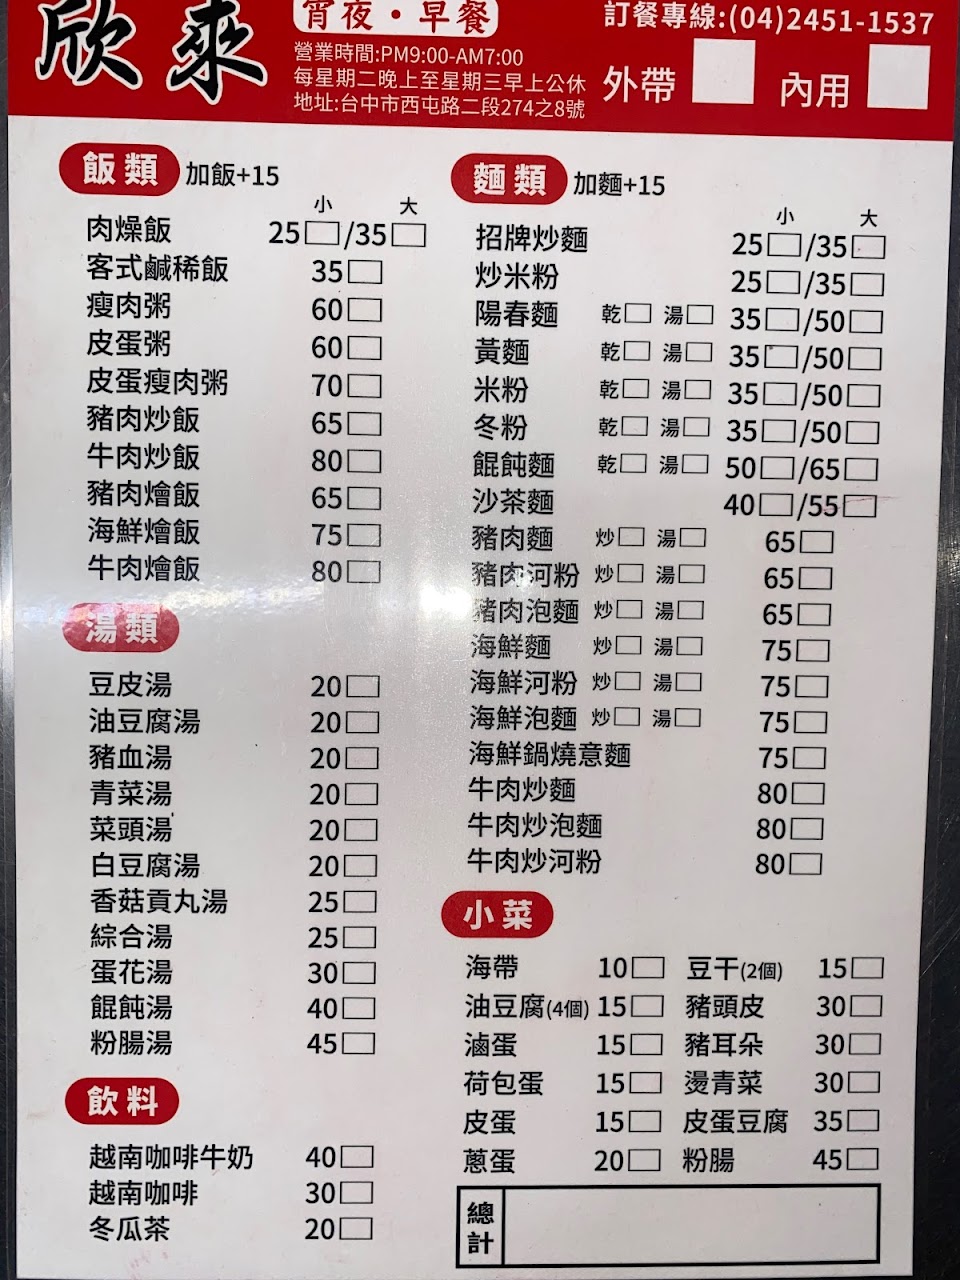 欣來
宵夜・早餐
營業時間:PM9:00-AM7:00
每星期二晚上至星期三早上公休
地址:台中市西屯路二段274之8號
訂餐專線:(04)2451-1537
外帶 內用
飯類 加飯+15
小 大
肉燥飯 25□/35□
客式鹹稀飯 35□
瘦肉粥 60□
皮蛋粥 60□
皮蛋瘦肉粥 70□
豬肉炒飯 65□
牛肉炒飯 80□
豬肉燴飯 65□
海鮮燴飯 75□
牛肉燴飯 80□
湯類
豆皮湯 20□
油豆腐湯 20□
豬血湯 20□
青菜湯 20□
菜頭湯 20□
白豆腐湯 20□
香菇貢丸湯 25□
綜合湯 25□
蛋花湯 30□
餛飩湯 40□
粉腸湯 45□
飲料
越南咖啡牛奶 40□
越南咖啡 30□
冬瓜茶 20□
麵類 加麵+15
小 大
招牌炒麵 25□/35□
炒米粉 25□/35□
陽春麵 乾□ 湯□ 35□/50□
黃麵 乾□ 湯□ 35□/50□
米粉 乾□ 湯□ 35□/50□
冬粉 乾□ 湯□ 35□/50□
餛飩麵 乾□ 湯□ 50□/65□
沙茶麵 40□/55□
豬肉麵 炒□ 湯□ 65□
豬肉河粉 炒□ 湯□ 65□
豬肉泡麵 炒□ 湯□ 65□
海鮮麵 炒□ 湯□ 75□
海鮮河粉 炒□ 湯□ 75□
海鮮泡麵 炒□ 湯□ 75□
海鮮鍋燒意麵 75□
牛肉炒麵 80□
牛肉炒泡麵 80□
牛肉炒河粉 80□
小菜
海帶 10□ 豆干(2個) 15□
油豆腐(4個) 15□ 豬頭皮 30□
滷蛋 15□ 豬耳朵 30□
荷包蛋 15□ 燙青菜 30□
皮蛋 15□ 皮蛋豆腐 35□
蔥蛋 20□ 粉腸 45□
總計